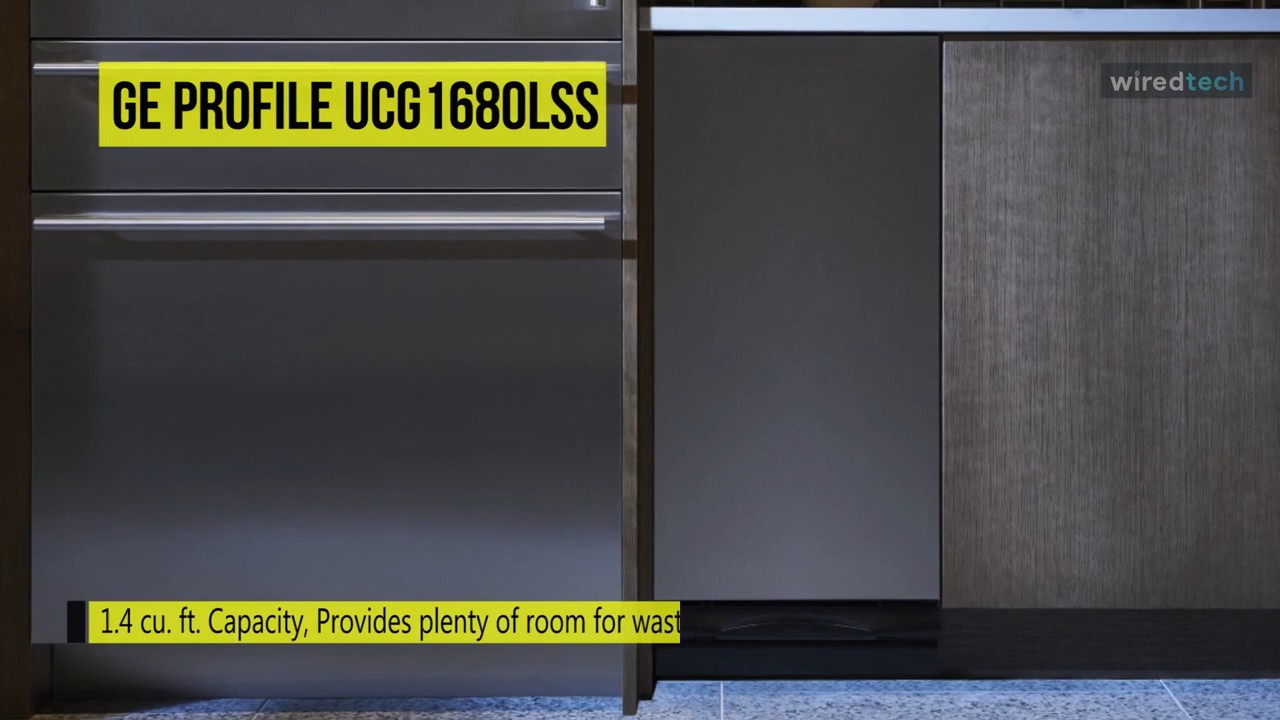 GE PROFILE UCG1680LSS
wiredtech
1.4 cu. ft. Capacity, Provides plenty of room for wast